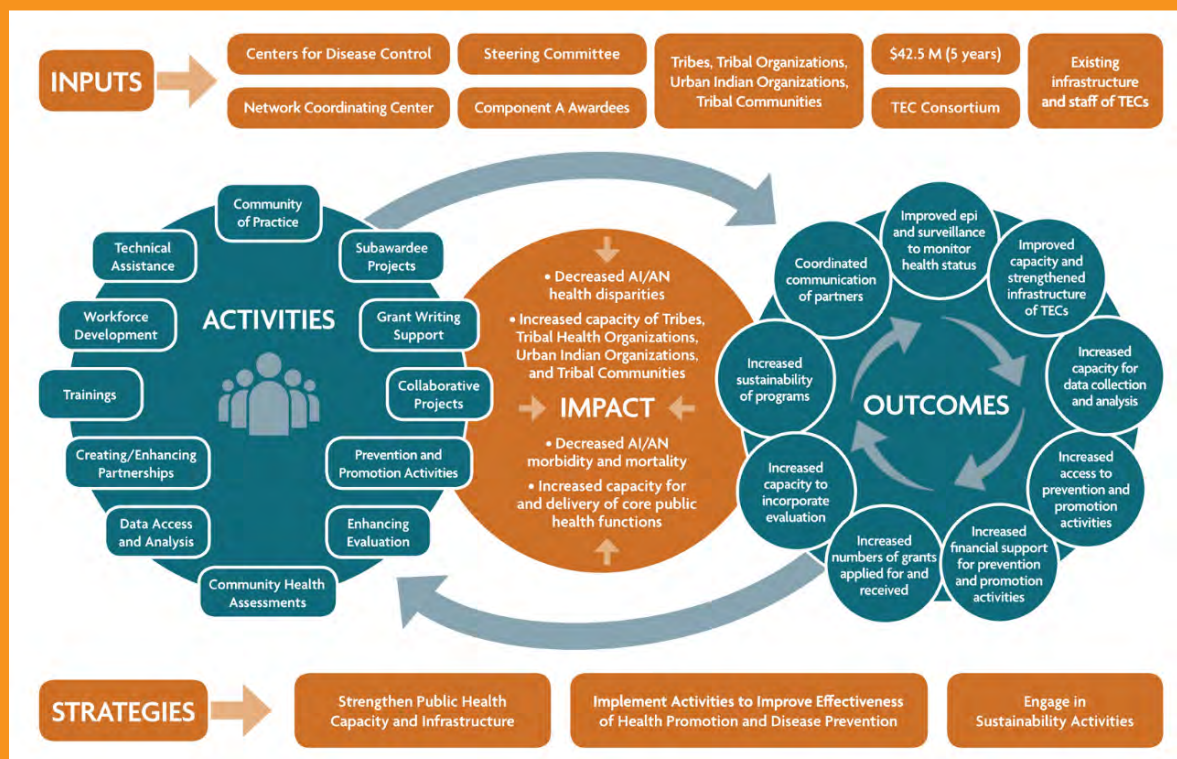 INPUTS
Centers for Disease Control
Steering Committee
Tribes, Tribal Organizations,
Urban Indian Organizations,
Tribal Communities
$42.5 M (5 years)
Existing
infrastructure
and staff of TECs
Network Coordinating Center
Component A Awardees
TEC Consortium
ACTIVITIES
Community
of Practice
Subawardee
Projects
Grant Writing
Support
Collaborative
Projects
Prevention and
Promotion Activities
Enhancing
Evaluation
Community Health
Assessments
Data Access
and Analysis
Creating/Enhancing
Partnerships
Trainings
Workforce
Development
Technical
Assistance
• Decreased AI/AN
health disparities
• Increased capacity of Tribes,
Tribal Health Organizations,
Urban Indian Organizations,
and Tribal Communities
IMPACT
• Decreased AI/AN
morbidity and mortality
• Increased capacity for
and delivery of core public
health functions
OUTCOMES
Improved epi
and surveillance
to monitor
health status
Improved
capacity and
strengthened
infrastructure
of TECs
Increased
capacity for
data collection
and analysis
Increased
access to
prevention and
promotion
activities
Increased
financial support
for prevention
and promotion
activities
Increased
numbers of grants
applied for and
received
Increased
capacity to
incorporate
evaluation
Increased
sustainability
of programs
Coordinated
communication
of partners
STRATEGIES
Strengthen Public Health
Capacity and Infrastructure
Implement Activities to Improve Effectiveness
of Health Promotion and Disease Prevention
Engage in
Sustainability Activities